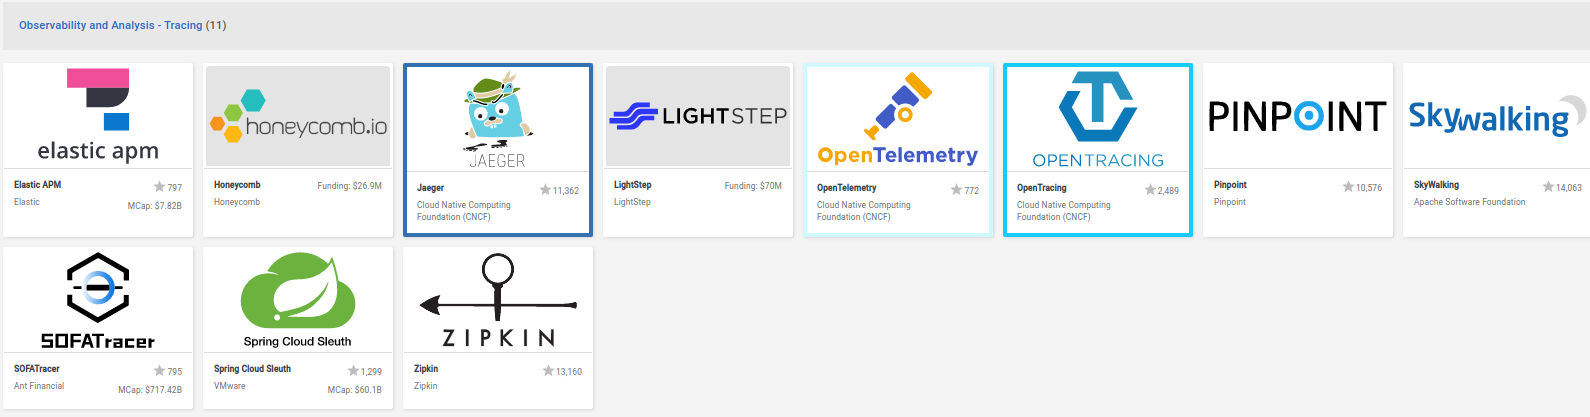 Observability and Analysis - Tracing (11)
elastic apm
Elastic APM
797
Elastic
MCap: $7.82B
honeycomb.io
Honeycomb
Funding: $26.9M
Honeycomb
JAEGER
Jaeger
11,362
Cloud Native Computing
Foundation (CNCF)
LIGHTSTEP
LightStep
Funding: $70M
LightStep
OpenTelemetry
OpenTelemetry
772
Cloud Native Computing
Foundation (CNCF)
OPENTRACING
OpenTracing
2,489
Cloud Native Computing
Foundation (CNCF)
PINPOINT
Pinpoint
10,576
Pinpoint
Skywalking
SkyWalking
14,063
Apache Software Foundation
SOFATracer
SOFATracer
795
Ant Financial
MCap: $717.42B
Spring Cloud Sleuth
Spring Cloud Sleuth
1,299
VMware
MCap: $60.1B
ZIPKIN
Zipkin
13,160
Zipkin